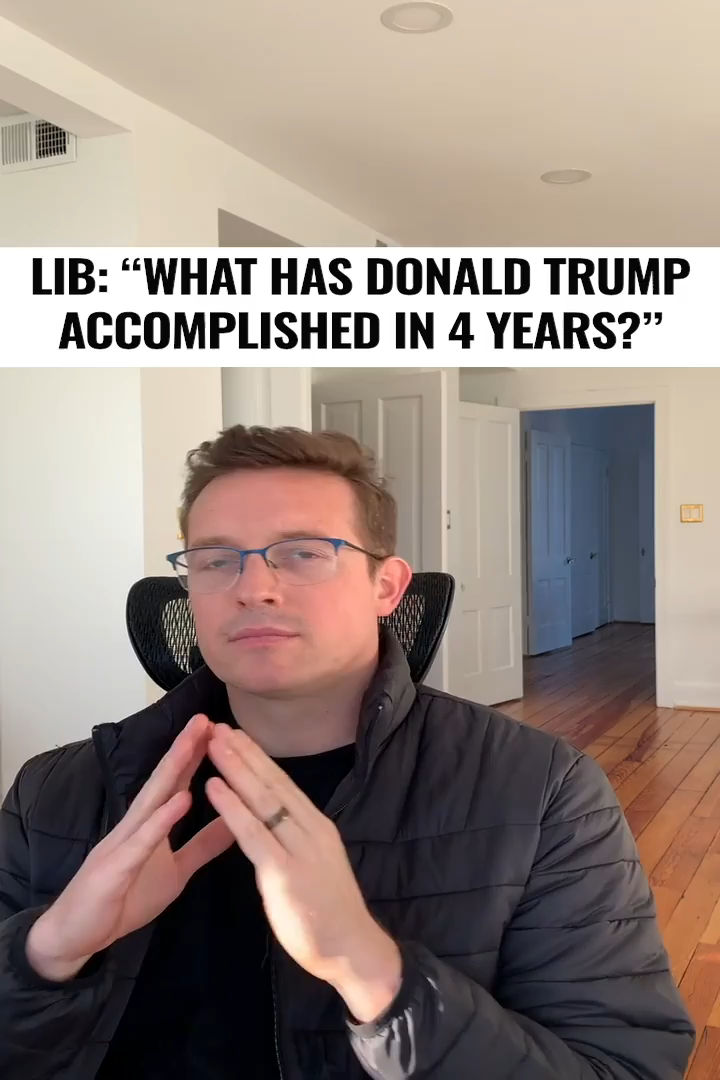 LIB: “WHAT HAS DONALD TRUMP
ACCOMPLISHED IN 4 YEARS?”